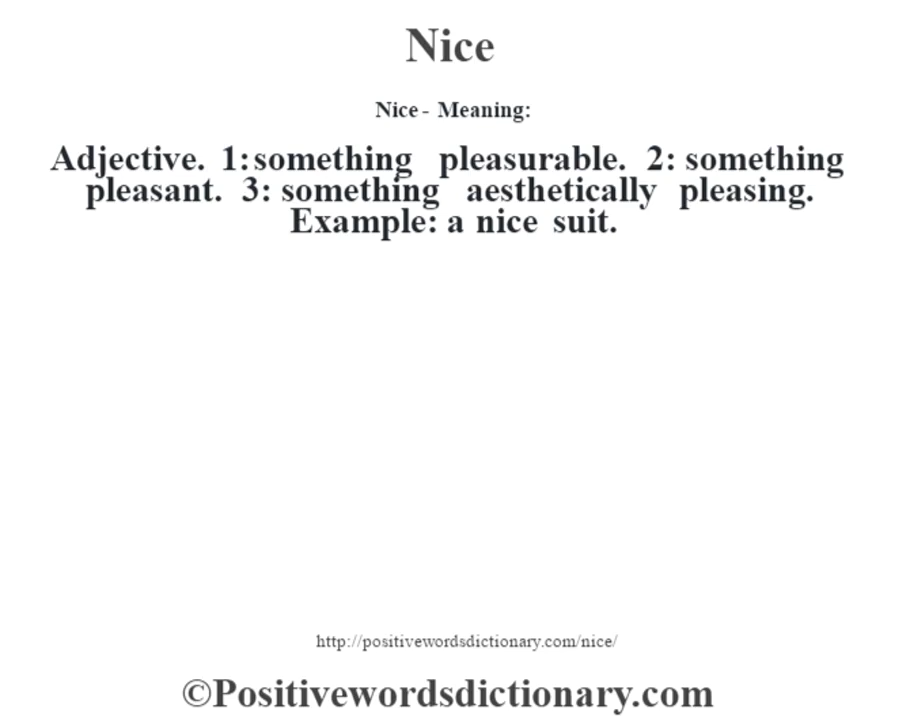 Nice
Nice - Meaning:
Adjective. 1: something pleasurable. 2: something
pleasant. 3: something aesthetically pleasing.
Example: a nice suit.
http://positivewordsdictionary.com/nice/
©Positivewordsdictionary.com